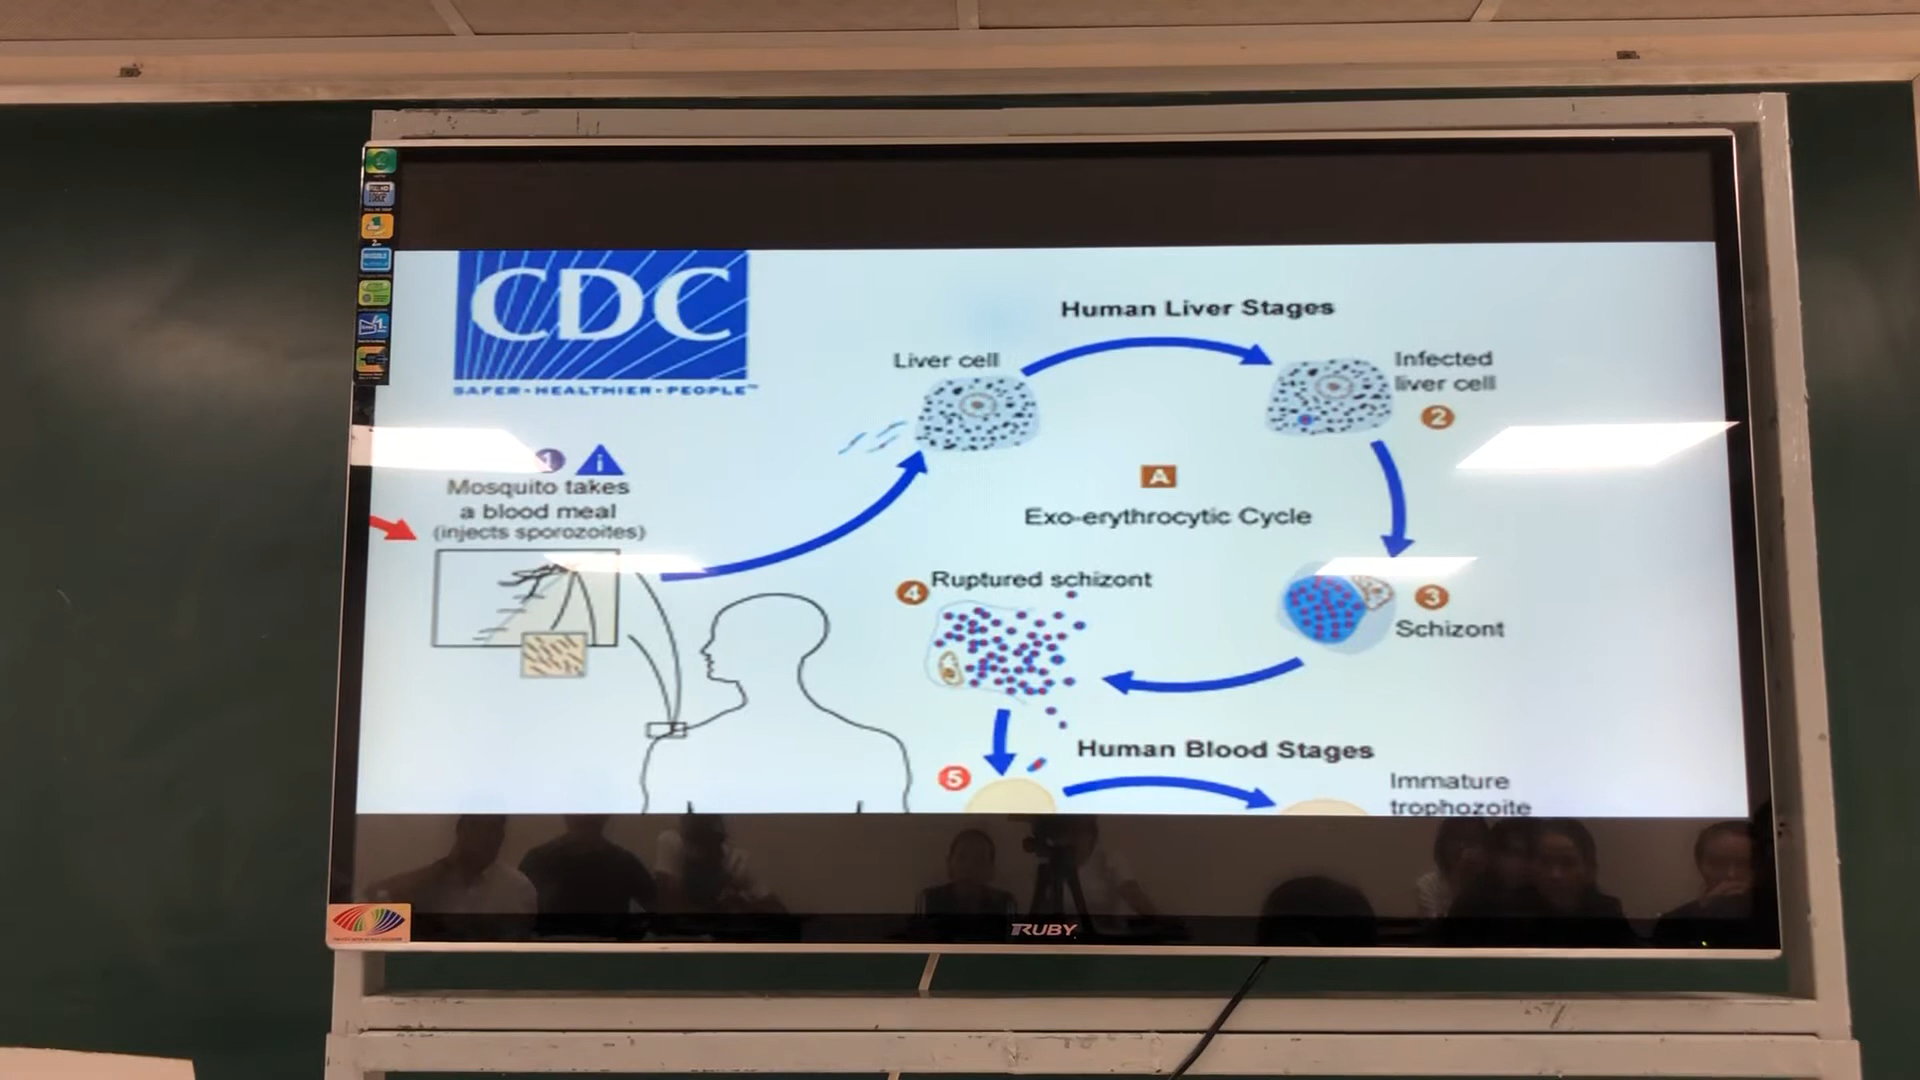 CDC
SAFER·HEALTHIER·PEOPLE™
Human Liver Stages
Liver cell
Infected
liver cell
2
1
i
Mosquito takes
a blood meal
(injects sporozoites)
A
Exo-erythrocytic Cycle
4
Ruptured schizont
3
Schizont
Human Blood Stages
5
Immature
trophozoite
RUBY